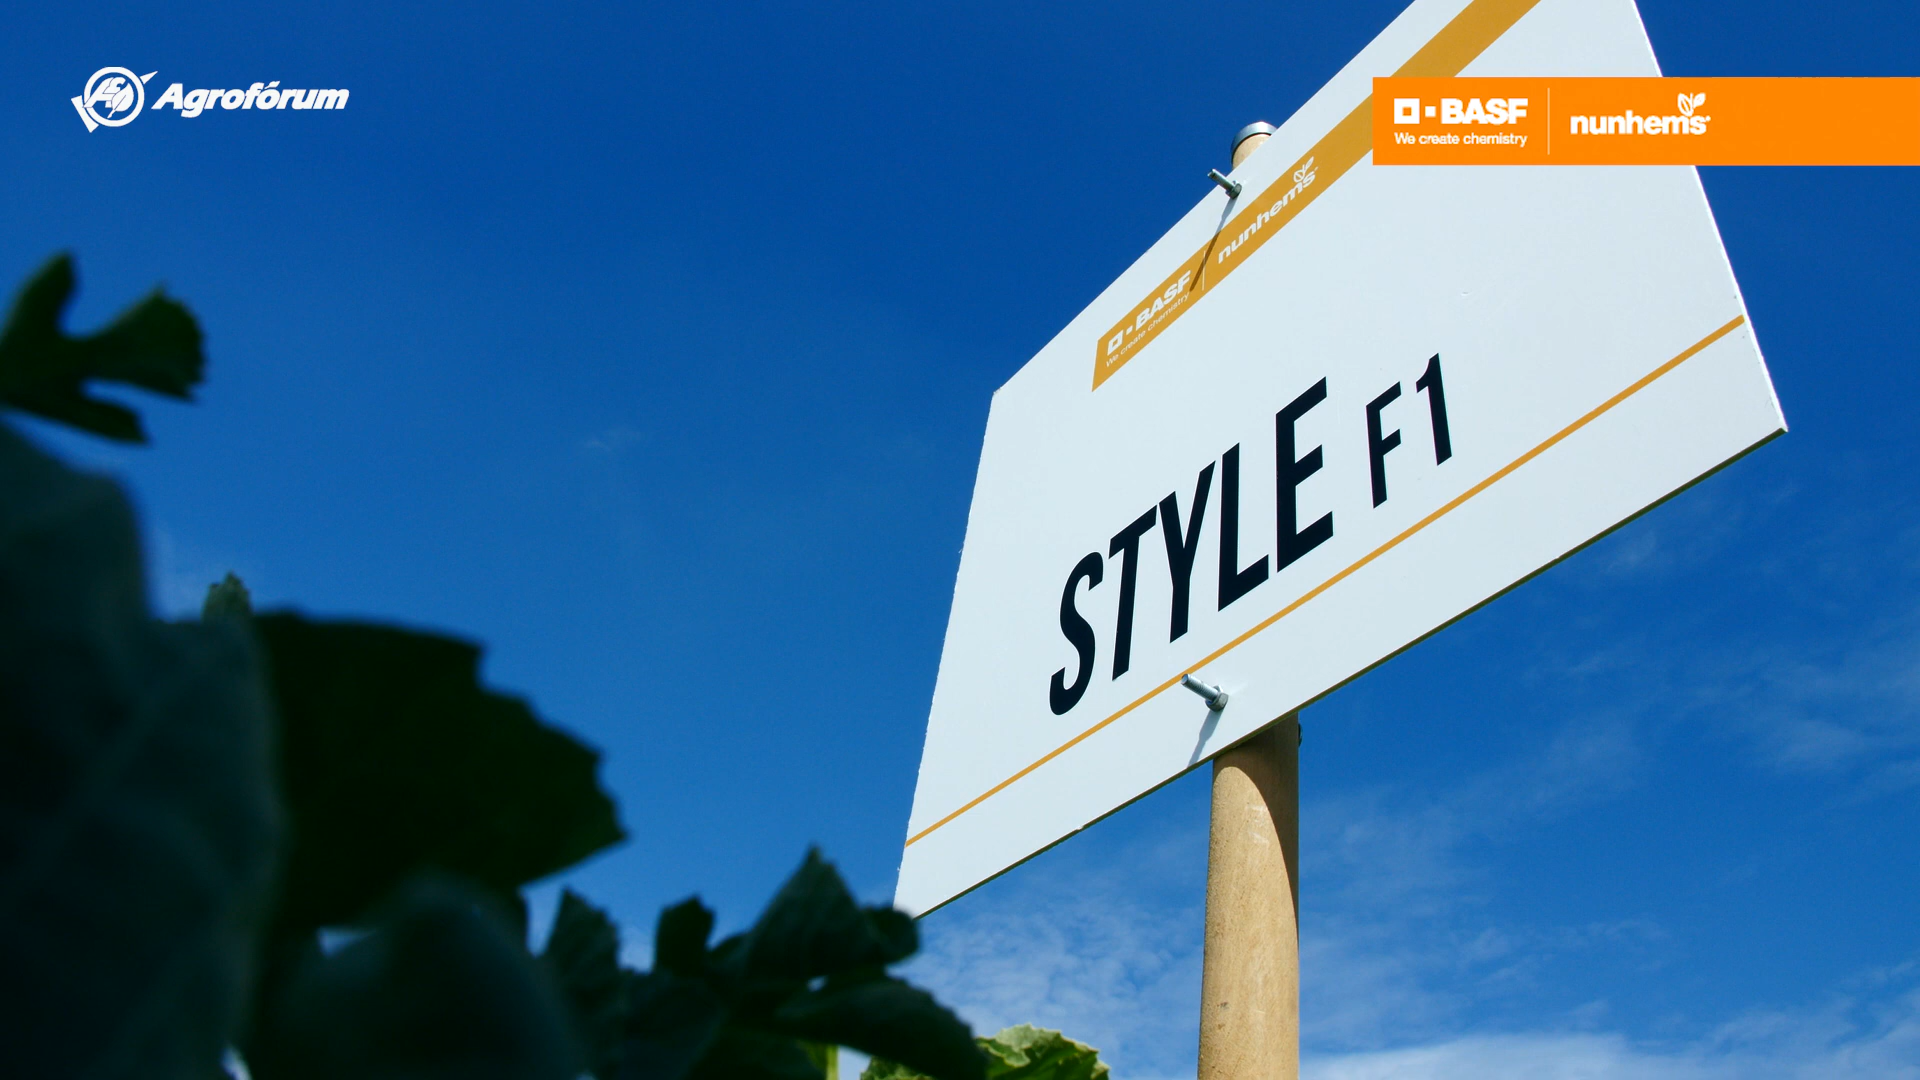 Agrofórum
BASF
We create chemistry
nunhems
BASF
We create chemistry
nunhems
STYLE F1